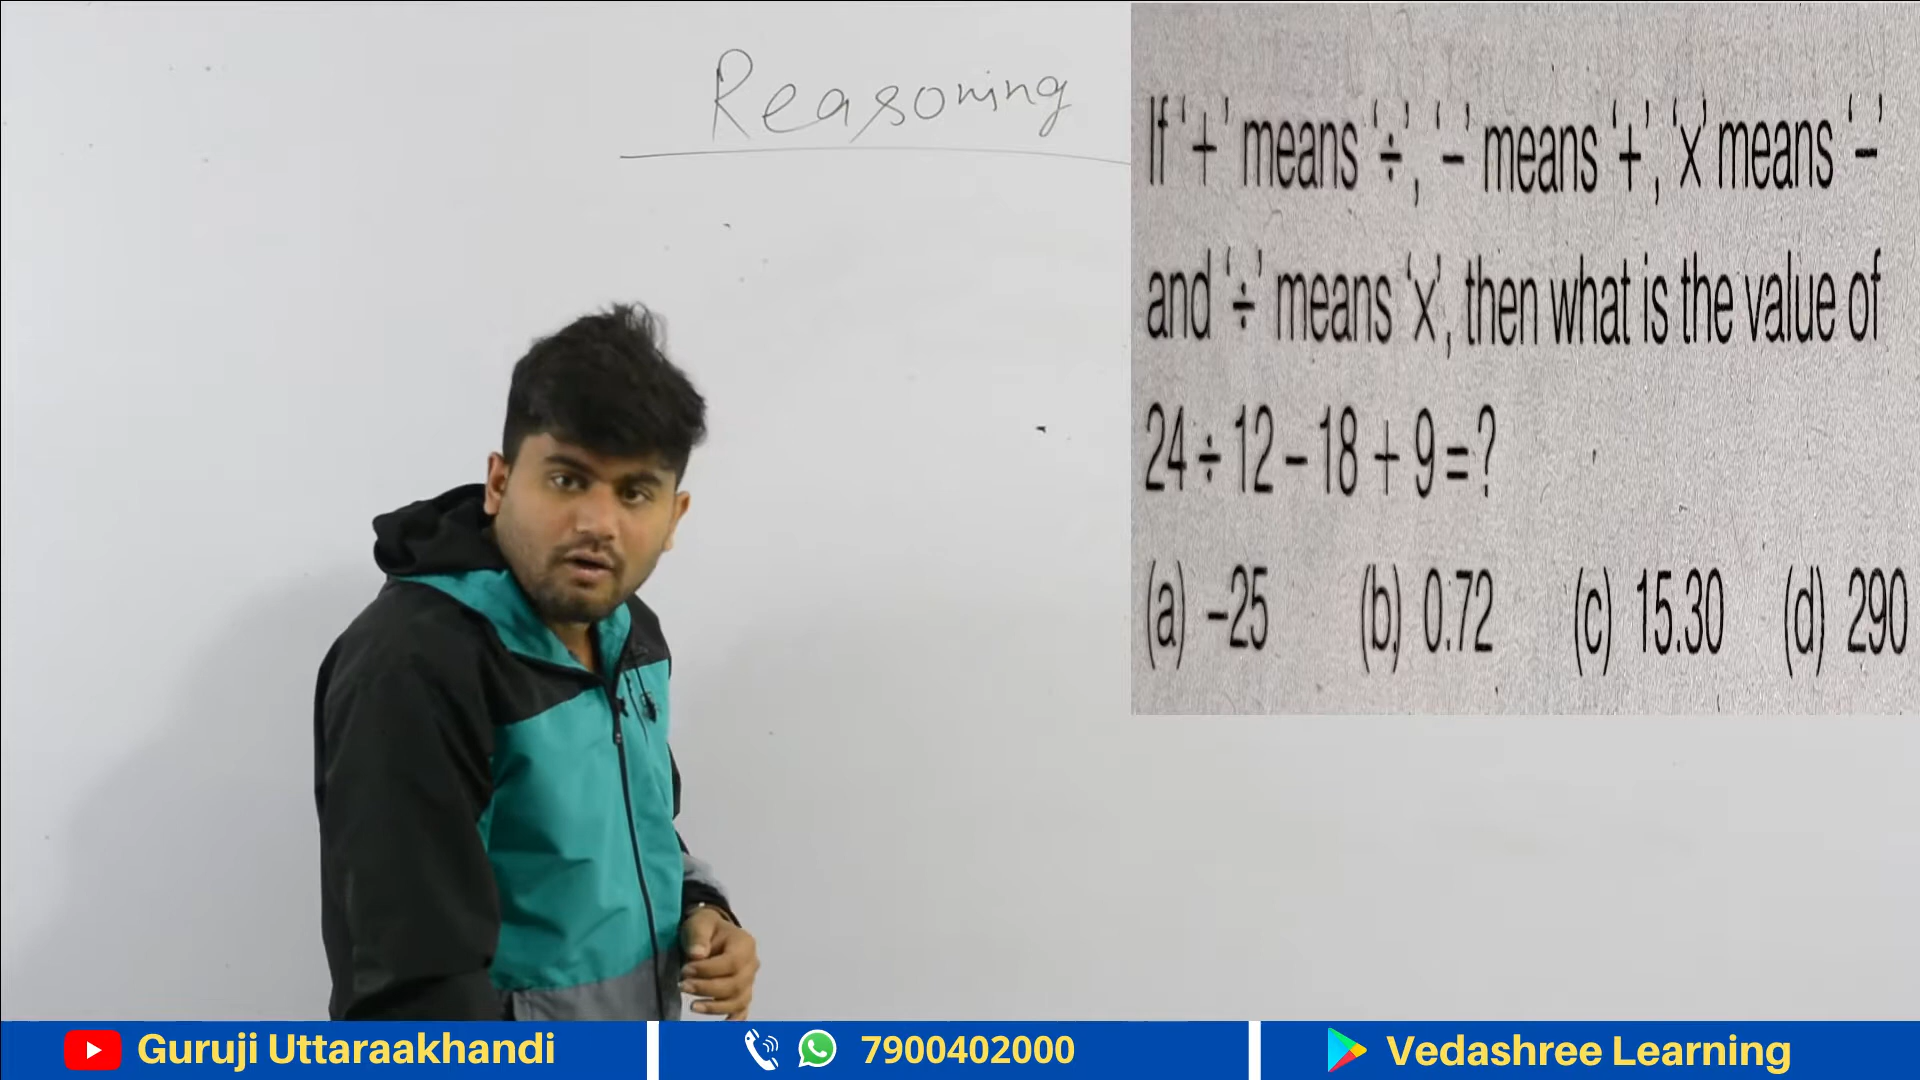 Reasoning
If '+' means '÷', '–' means '+', 'x' means '–'
and '÷' means 'x', then what is the value of
24 ÷ 12 – 18 + 9 = ?
(a) –25 (b) 0.72 (c) 15.30 (d) 290
Guruji Uttaraakhandi 7900402000 Vedashree Learning